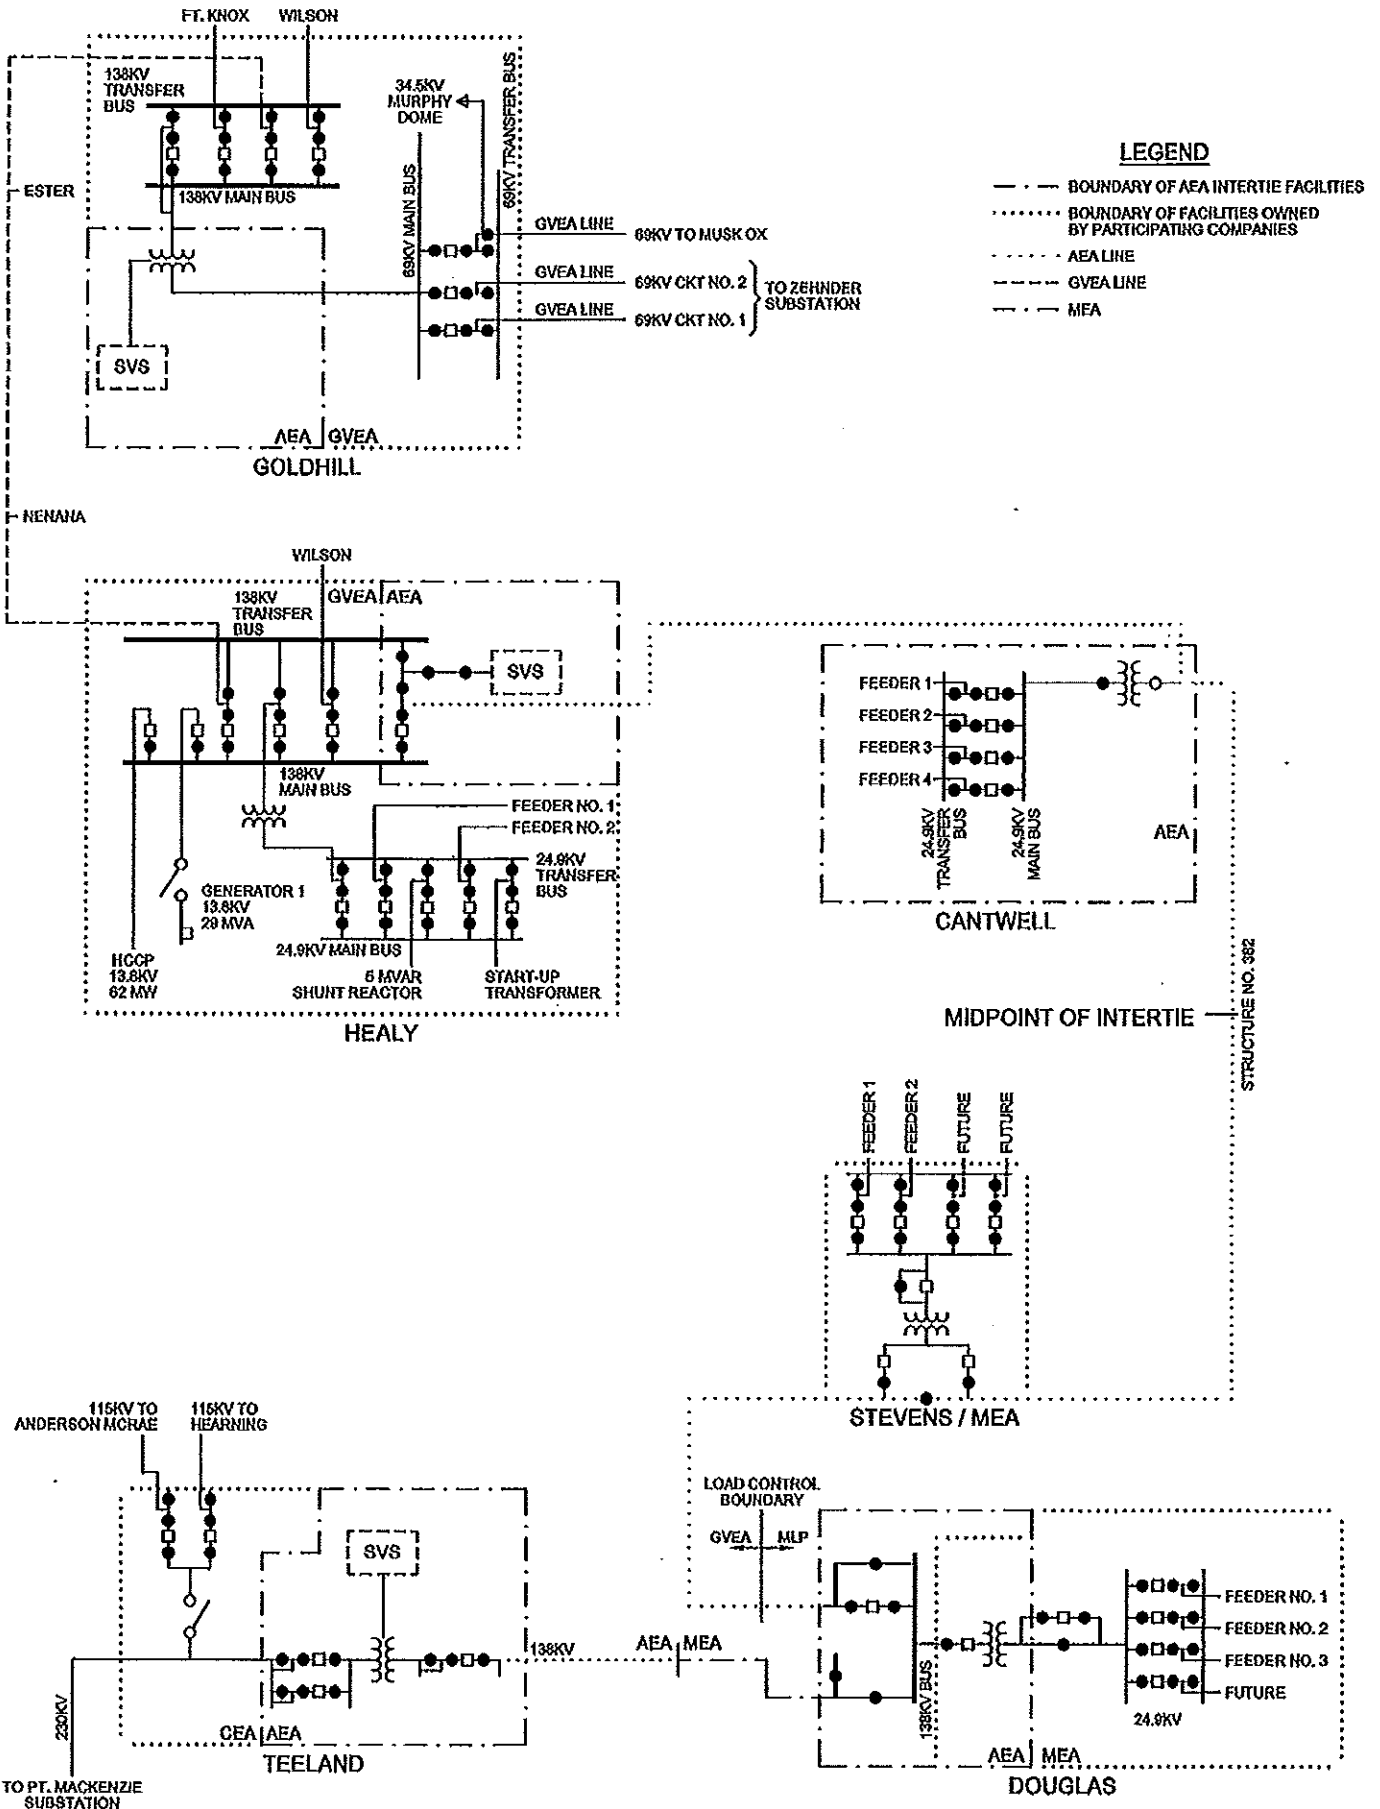 FT. KNOX
WILSON
138KV
TRANSFER
BUS
34.5KV
MURPHY
DOME
69KV TRANSFER BUS
69KV MAIN BUS
138KV MAIN BUS
ESTER
GVEA LINE
69KV TO MUSK OX
GVEA LINE
69KV CKT NO. 2
GVEA LINE
69KV CKT NO. 1
TO ZEHNDER
SUBSTATION
SVS
AEA
GVEA
GOLDHILL
LEGEND
BOUNDARY OF AEA INTERTIE FACILITIES
BOUNDARY OF FACILITIES OWNED
BY PARTICIPATING COMPANIES
AEA LINE
GVEA LINE
MEA
NENANA
WILSON
138KV
TRANSFER
BUS
GVEA
AEA
SVS
138KV
MAIN BUS
FEEDER NO. 1
FEEDER NO. 2
24.9KV
TRANSFER
BUS
GENERATOR 1
13.8KV
29 MVA
24.9KV MAIN BUS
HCCP
13.8KV
62 MW
6 MVAR
SHUNT REACTOR
START-UP
TRANSFORMER
HEALY
FEEDER 1
FEEDER 2
FEEDER 3
FEEDER 4
24.9KV
TRANSFER
BUS
24.9KV
MAIN BUS
AEA
CANTWELL
MIDPOINT OF INTERTIE
STRUCTURE NO. 382
FEEDER 1
FEEDER 2
FUTURE
FUTURE
STEVENS / MEA
115KV TO
ANDERSON MCRAE
115KV TO
HEARNING
SVS
138KV
230KV
CEA
AEA
TEELAND
TO PT. MACKENZIE
SUBSTATION
LOAD CONTROL
BOUNDARY
GVEA
MLP
AEA
MEA
138KV BUS
FEEDER NO. 1
FEEDER NO. 2
FEEDER NO. 3
FUTURE
24.9KV
AEA
MEA
DOUGLAS